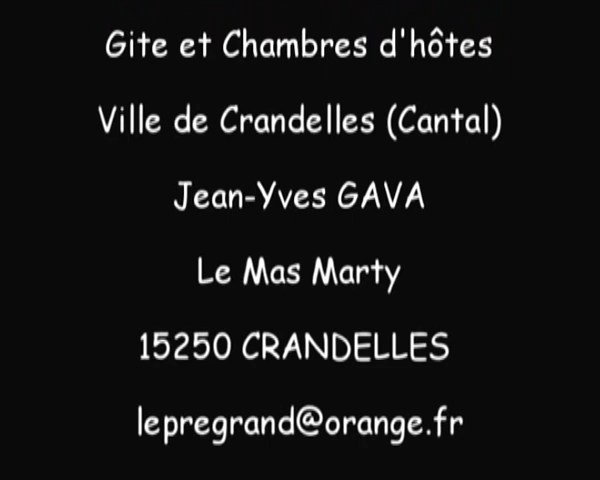 Gite et Chambres d'hôtes
Ville de Crandelles (Cantal)
Jean-Yves GAVA
Le Mas Marty
15250 CRANDELLES
lepregrand@orange.fr